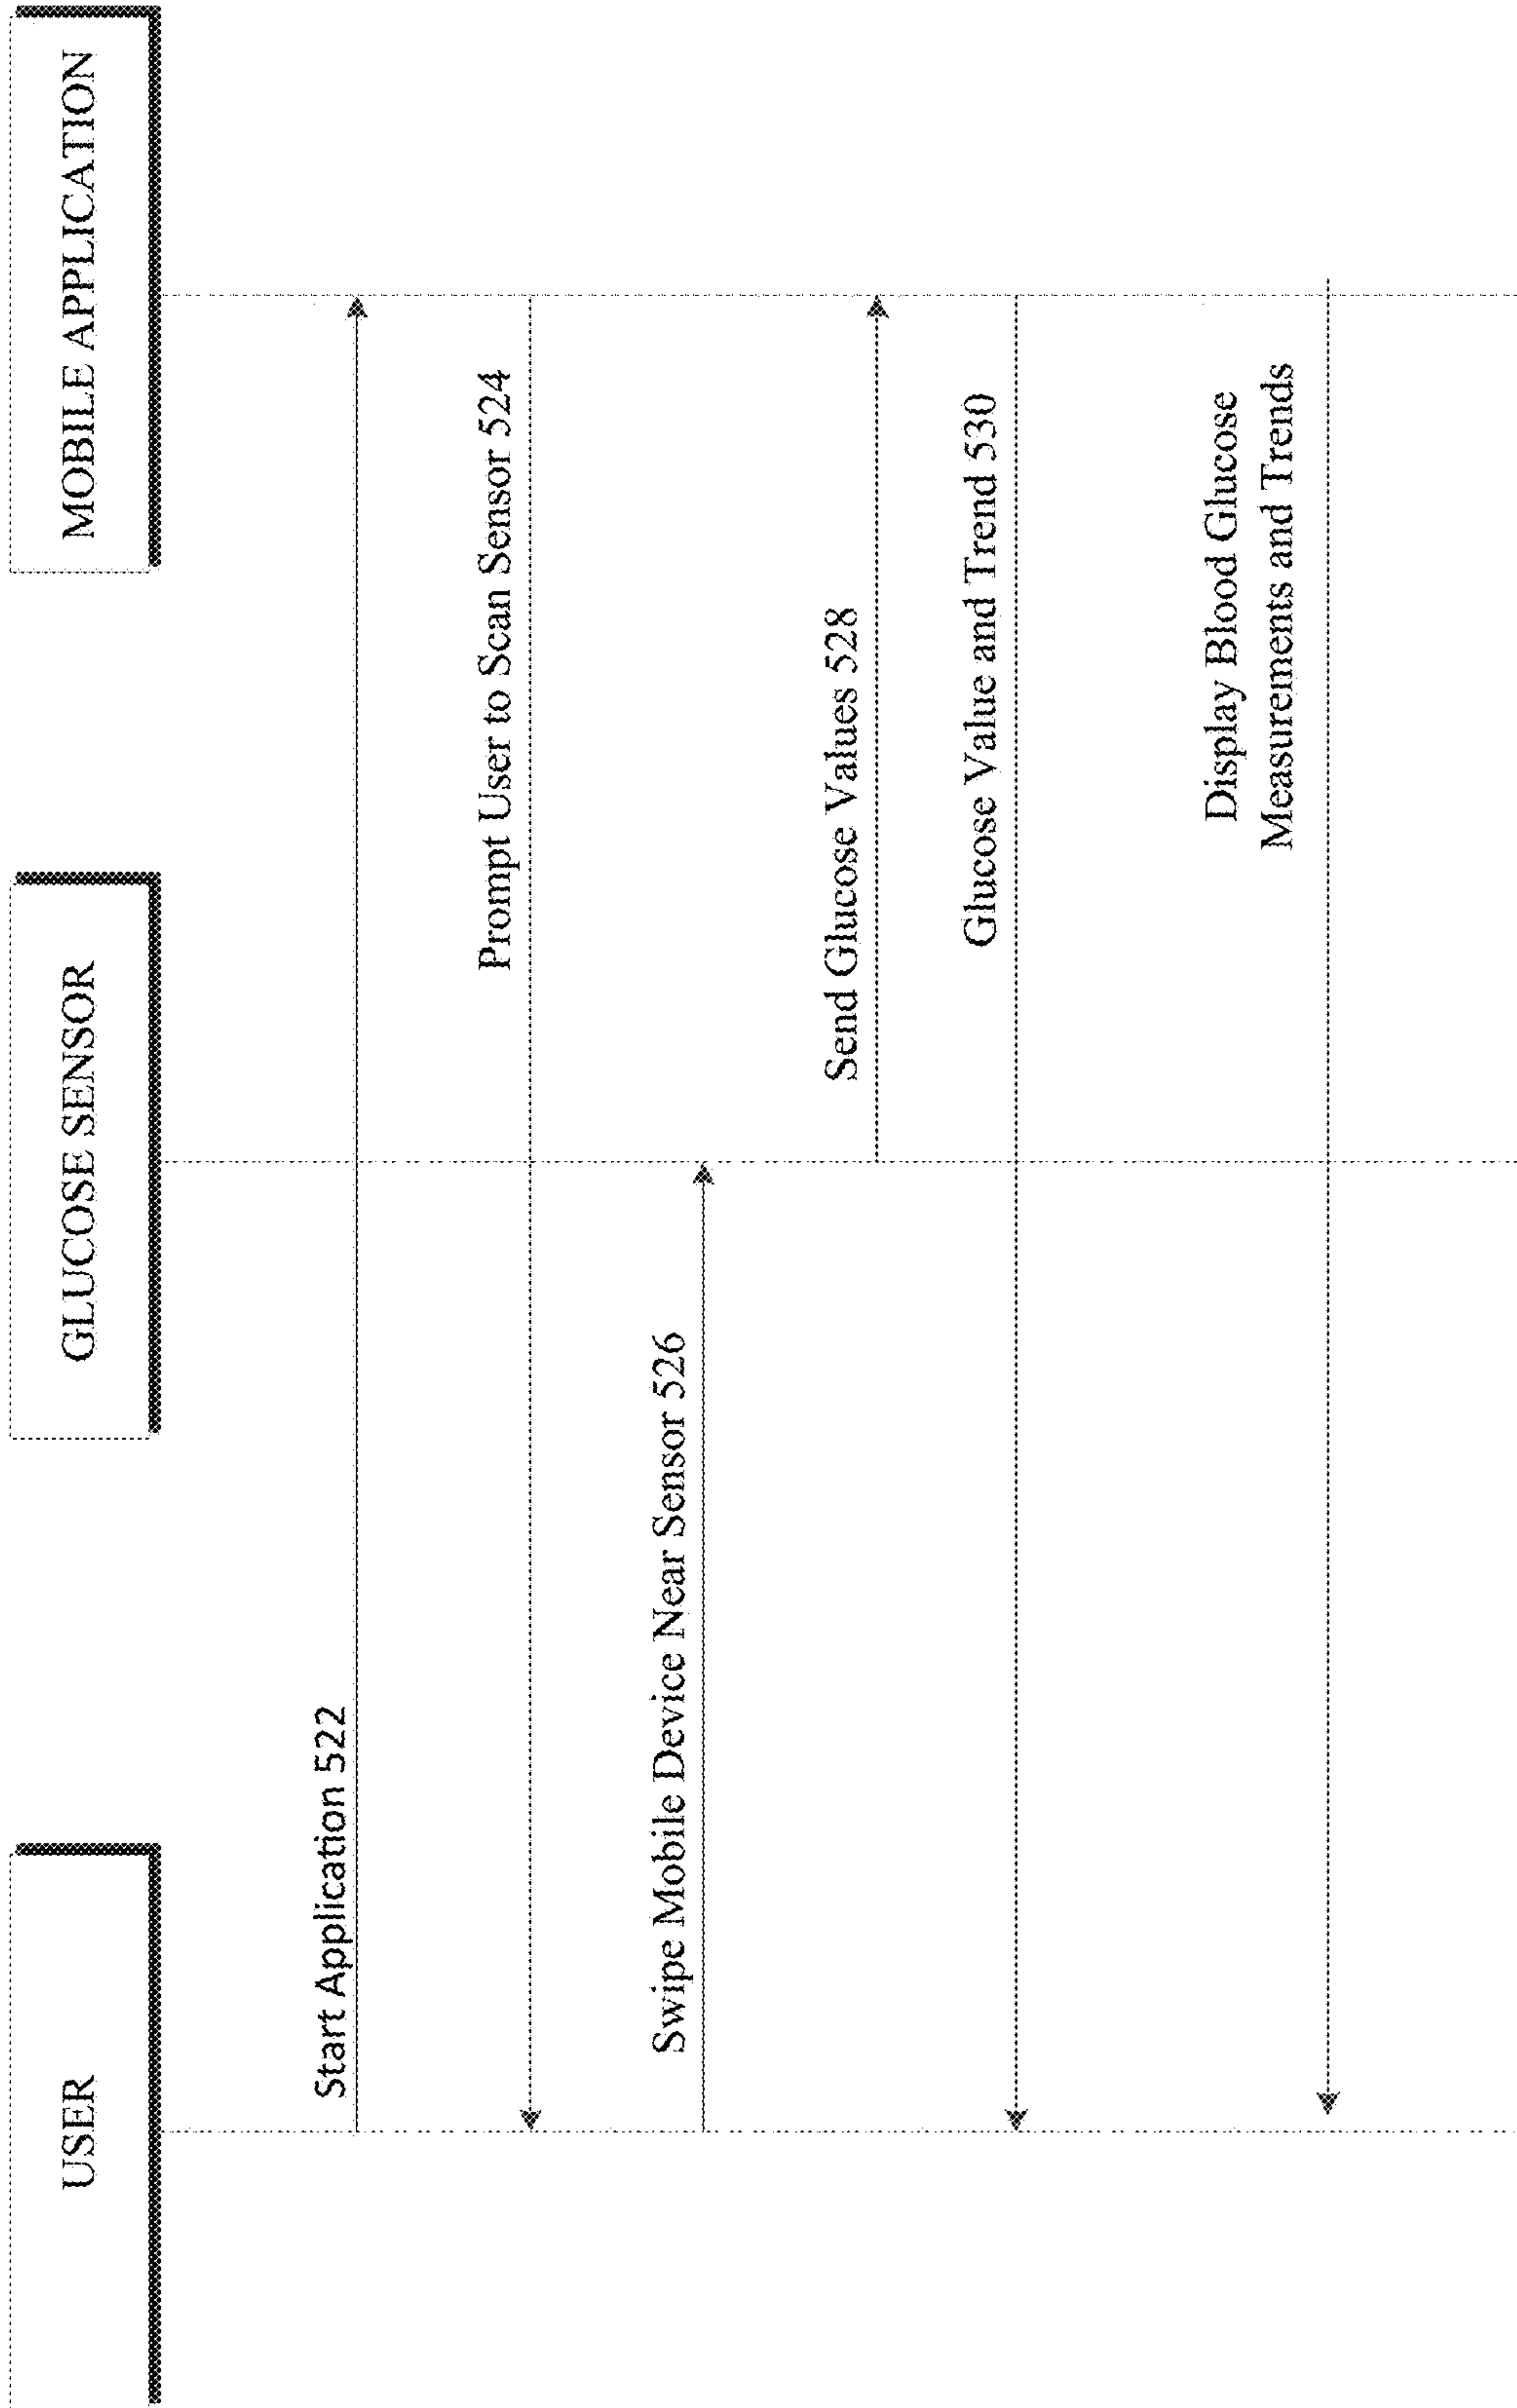 USER
GLUCOSE SENSOR
MOBILE APPLICATION
Start Application 522
Prompt User to Scan Sensor 524
Swipe Mobile Device Near Sensor 526
Send Glucose Values 528
Glucose Value and Trend 530
Display Blood Glucose
Measurements and Trends